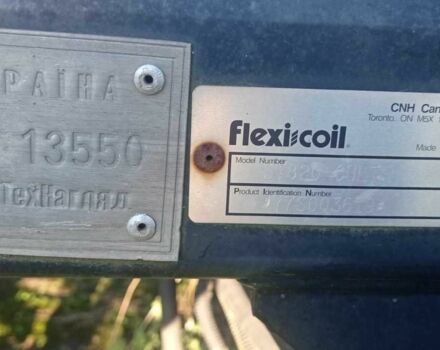 РАЇНА
13550
ТехНагляд
CNH Can
Toronto, ON M5X
flexi-coil
Made
Model Number
Product Identification Number